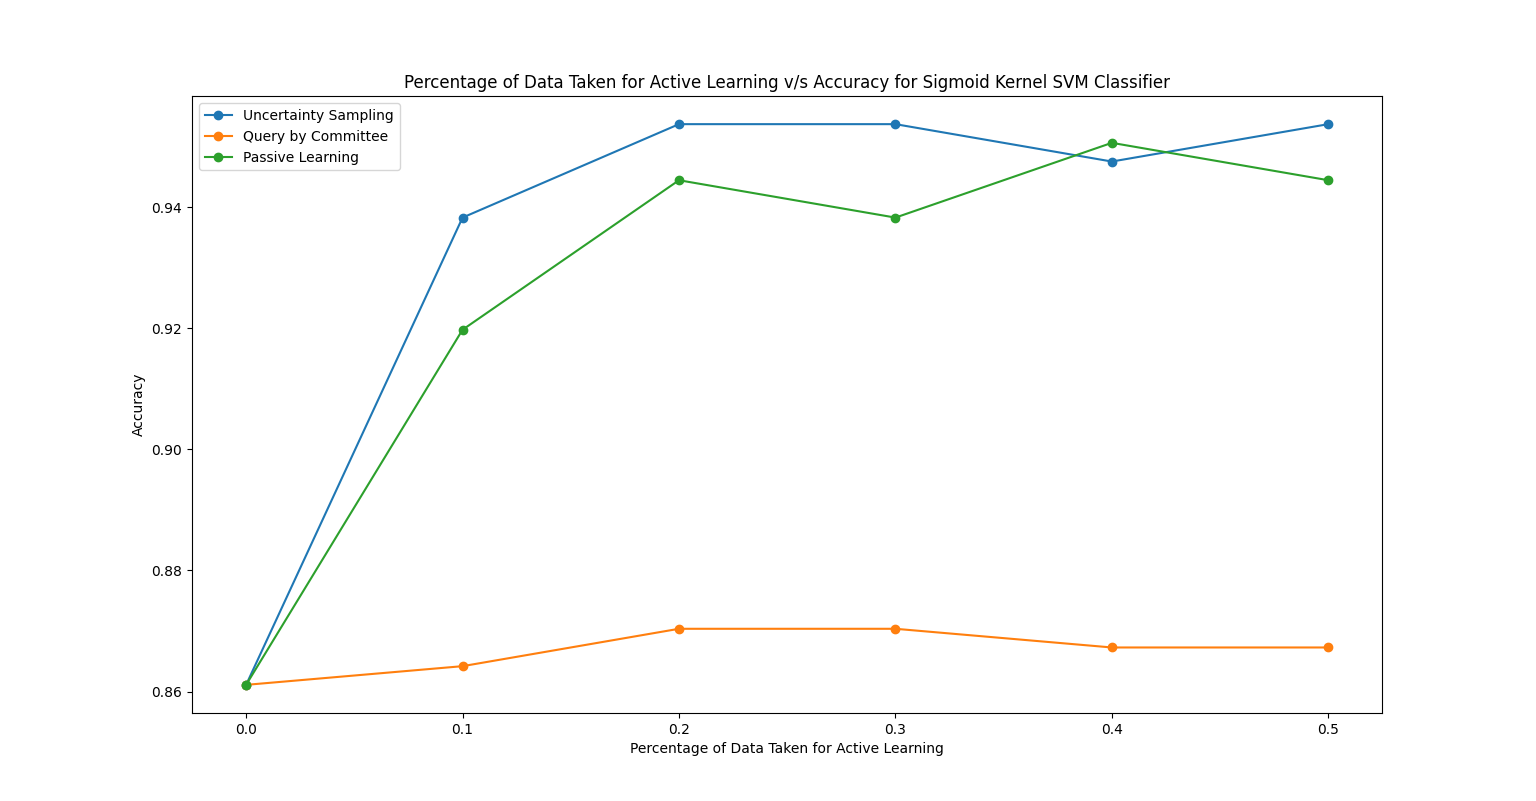 Percentage of Data Taken for Active Learning v/s Accuracy for Sigmoid Kernel SVM Classifier
Uncertainty Sampling
Query by Committee
Passive Learning
0.94
0.92
0.90
0.88
0.86
Accuracy
0.0 0.1 0.2 0.3 0.4 0.5
Percentage of Data Taken for Active Learning